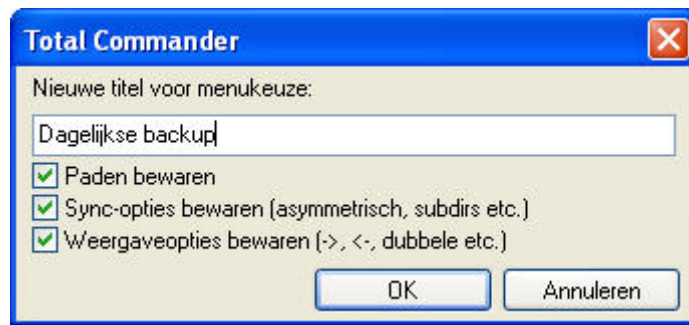 Total Commander
Nieuwe titel voor menukeuze:
Dagelijkse backup
Paden bewaren
Sync-opties bewaren (asymmetrisch, subdirs etc.)
Weergaveopties bewaren (->, <-, dubbele etc.)
OK Annuleren